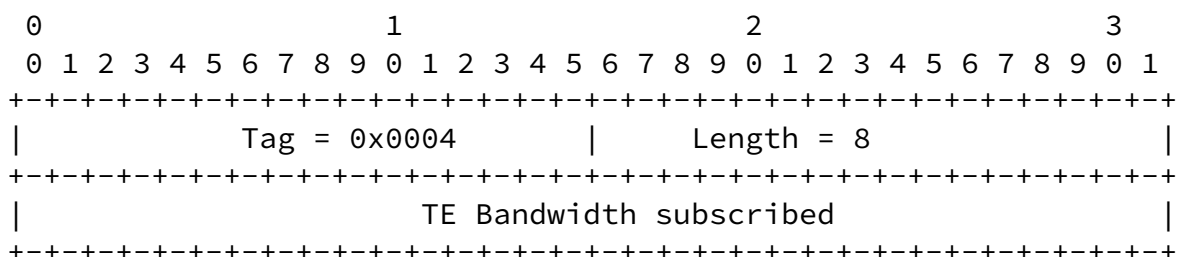 0                   1                   2                   3
 0 1 2 3 4 5 6 7 8 9 0 1 2 3 4 5 6 7 8 9 0 1 2 3 4 5 6 7 8 9 0 1
+-+-+-+-+-+-+-+-+-+-+-+-+-+-+-+-+-+-+-+-+-+-+-+-+-+-+-+-+-+-+-+-+
|            Tag = 0x0004       |     Length = 8                |
+-+-+-+-+-+-+-+-+-+-+-+-+-+-+-+-+-+-+-+-+-+-+-+-+-+-+-+-+-+-+-+-+
|                      TE Bandwidth subscribed                  |
+-+-+-+-+-+-+-+-+-+-+-+-+-+-+-+-+-+-+-+-+-+-+-+-+-+-+-+-+-+-+-+-+